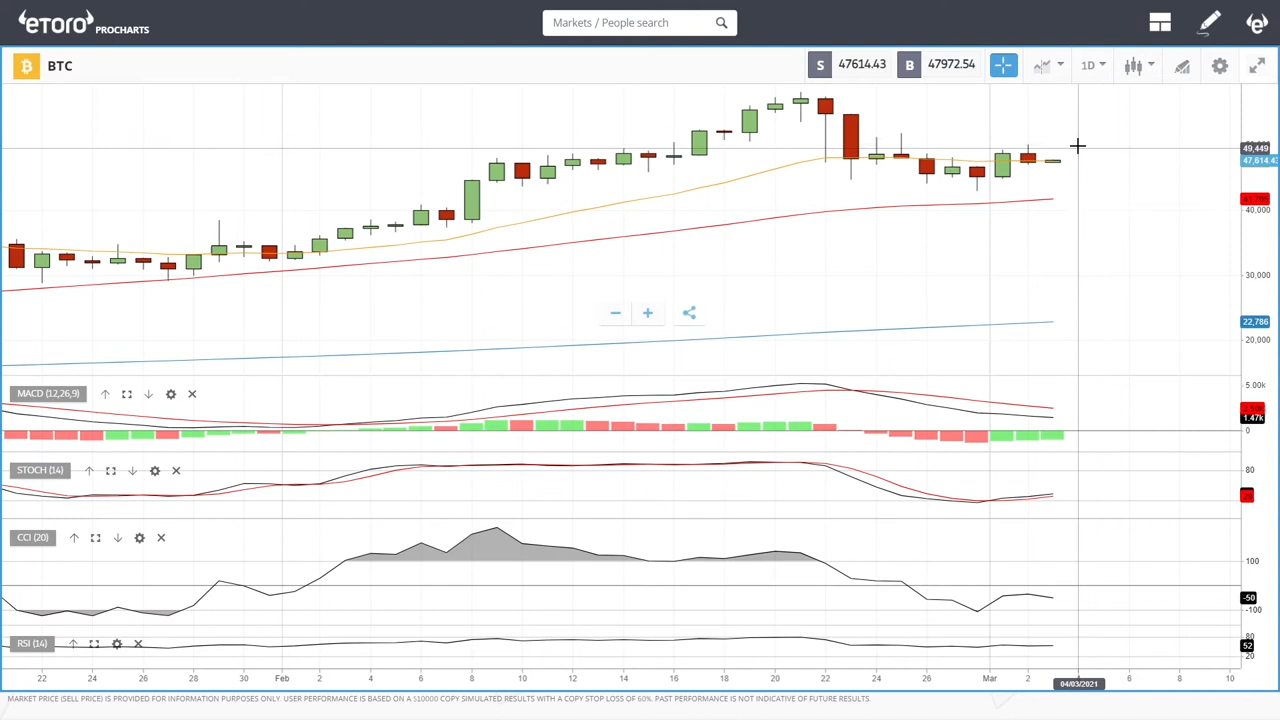 eToro PROCHARTS
Markets / People search
BTC
S 47614.43 B 47972.54 1D
49,449
47,614.43
40,000
30,000
22,786
20,000
MACD (12,26,9)
5.00k
1.47k
0
STOCH (14)
80
CCI (20)
100
-50
-100
RSI (14)
80
52
20
22 24 26 28 30 Feb 2 4 6 8 10 12 14 16 18 20 22 24 26 Mar 2 6 8 10
04/03/2021
MARKET PRICE (SELL PRICE) IS PROVIDED FOR INFORMATION PURPOSES ONLY. USER PERFORMANCE IS BASED ON A $10000 COPY SIMULATED RESULTS WITH A COPY STOP LOSS OF 60%. PAST PERFORMANCE IS NOT INDICATIVE OF FUTURE RESULTS.